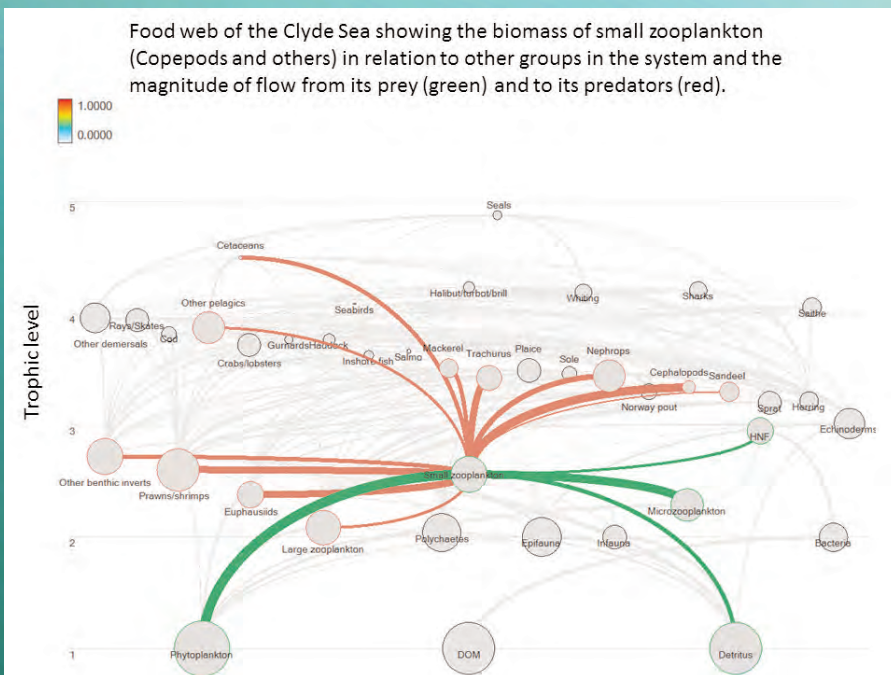 Food web of the Clyde Sea showing the biomass of small zooplankton
(Copepods and others) in relation to other groups in the system and the
magnitude of flow from its prey (green) and to its predators (red).
1.0000
0.0000
Trophic level
5
Seals
Cetaceans
Halibut/turbot/brill
Whiting
Sharks
Other pelagics
Seabirds
Saithe
4
Rays/Skates
Other demersals
Cod
Crabs/lobsters
Gurnards
Haddock
Inshore fish
Salmo
Mackerel
Trachurus
Plaice
Sole
Nephrops
Cephalopods
Sandeel
Norway pout
Sprat
Herring
3
HNF
Echinoderms
Other benthic inverts
Prawns/shrimps
Small zooplankton
Euphausids
Microzooplankton
Large zooplankton
2
Polychaetes
Epifauna
Infauna
Bacteria
1
Phytoplankton
DOM
Detritus